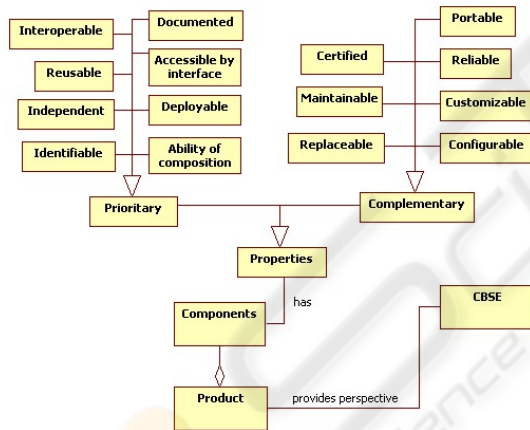 Interoperable
Documented
Reusable
Accessible by
interface
Independent
Deployable
Identifiable
Ability of
composition
Portable
Certified
Reliable
Maintainable
Customizable
Replaceable
Configurable
Prioritary
Complementary
Properties
has
Components
CBSE
Product
provides perspective